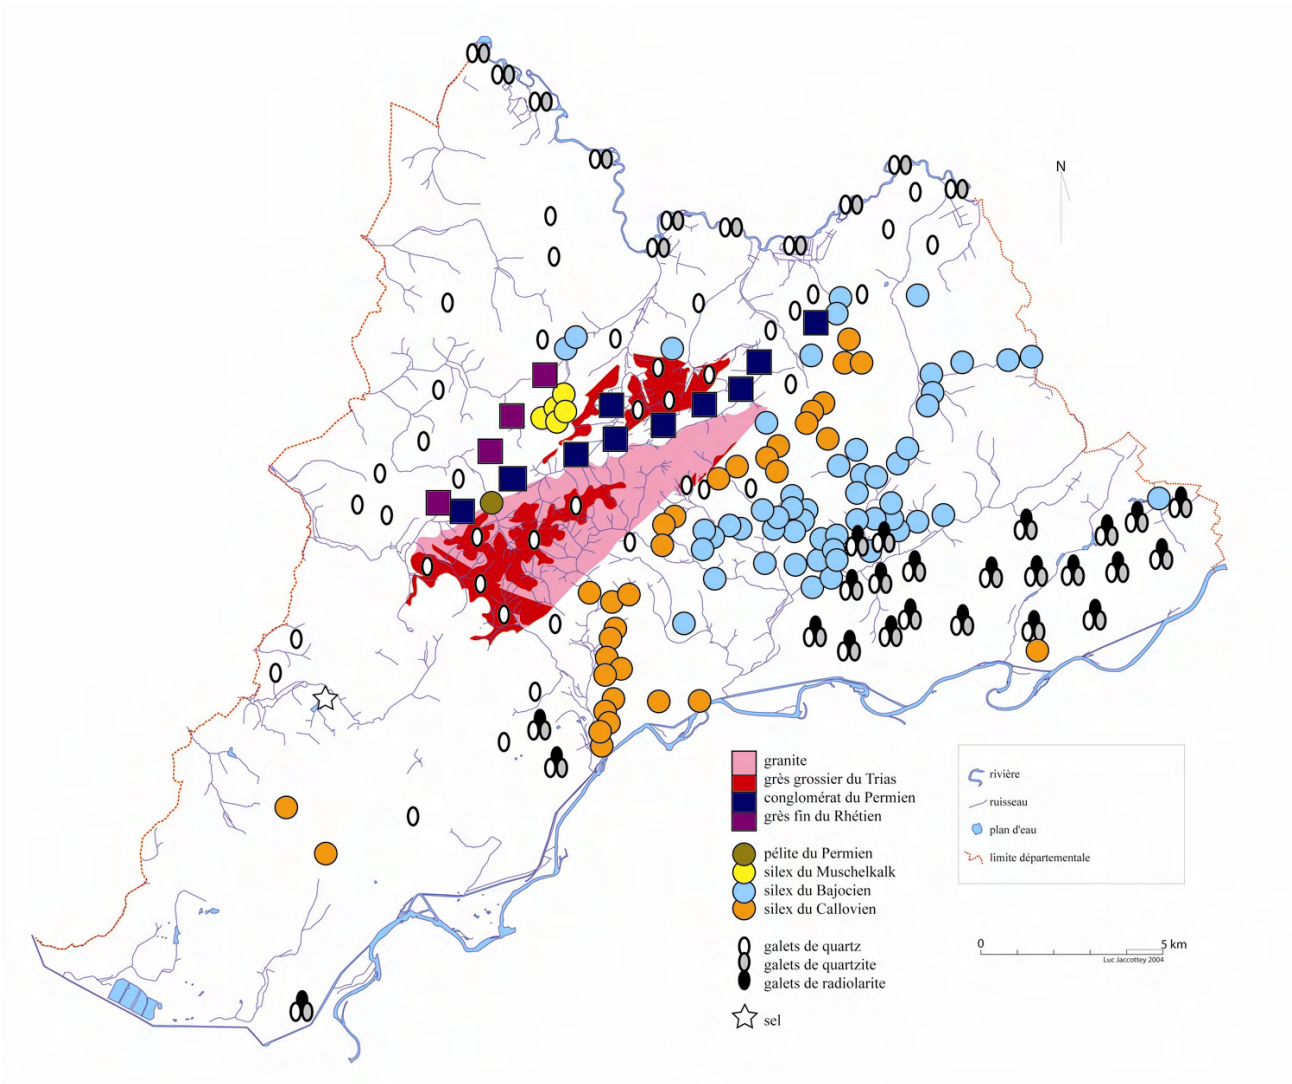 N
granite
grès grossier du Trias
conglomérat du Permien
grès fin du Rhétien
pélite du Permien
silex du Muschelkalk
silex du Bajocien
silex du Callovien
galets de quartz
galets de quartzite
galets de radiolarite
sel
rivière
ruisseau
plan d'eau
limite départementale
0 5 km
Luc Jaccottey 2004